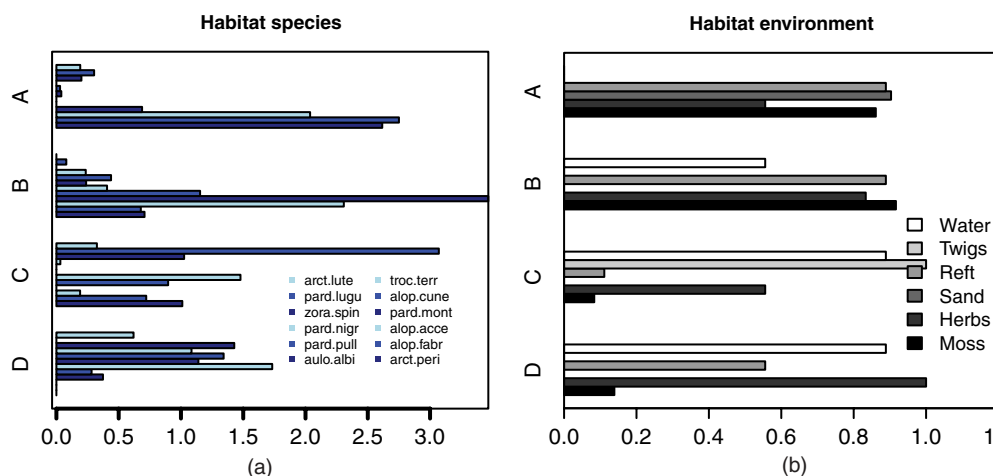 Habitat species
A
B
C
D
arct.lute
pard.lugu
zora.spin
pard.nigr
pard.pull
aulo.albi
troc.terr
alop.cune
pard.mont
alop.acce
alop.fabr
arct.peri
0.0 0.5 1.0 1.5 2.0 2.5 3.0
(a)
Habitat environment
A
B
C
D
Water
Twigs
Reft
Sand
Herbs
Moss
0.0 0.2 0.4 0.6 0.8 1.0
(b)